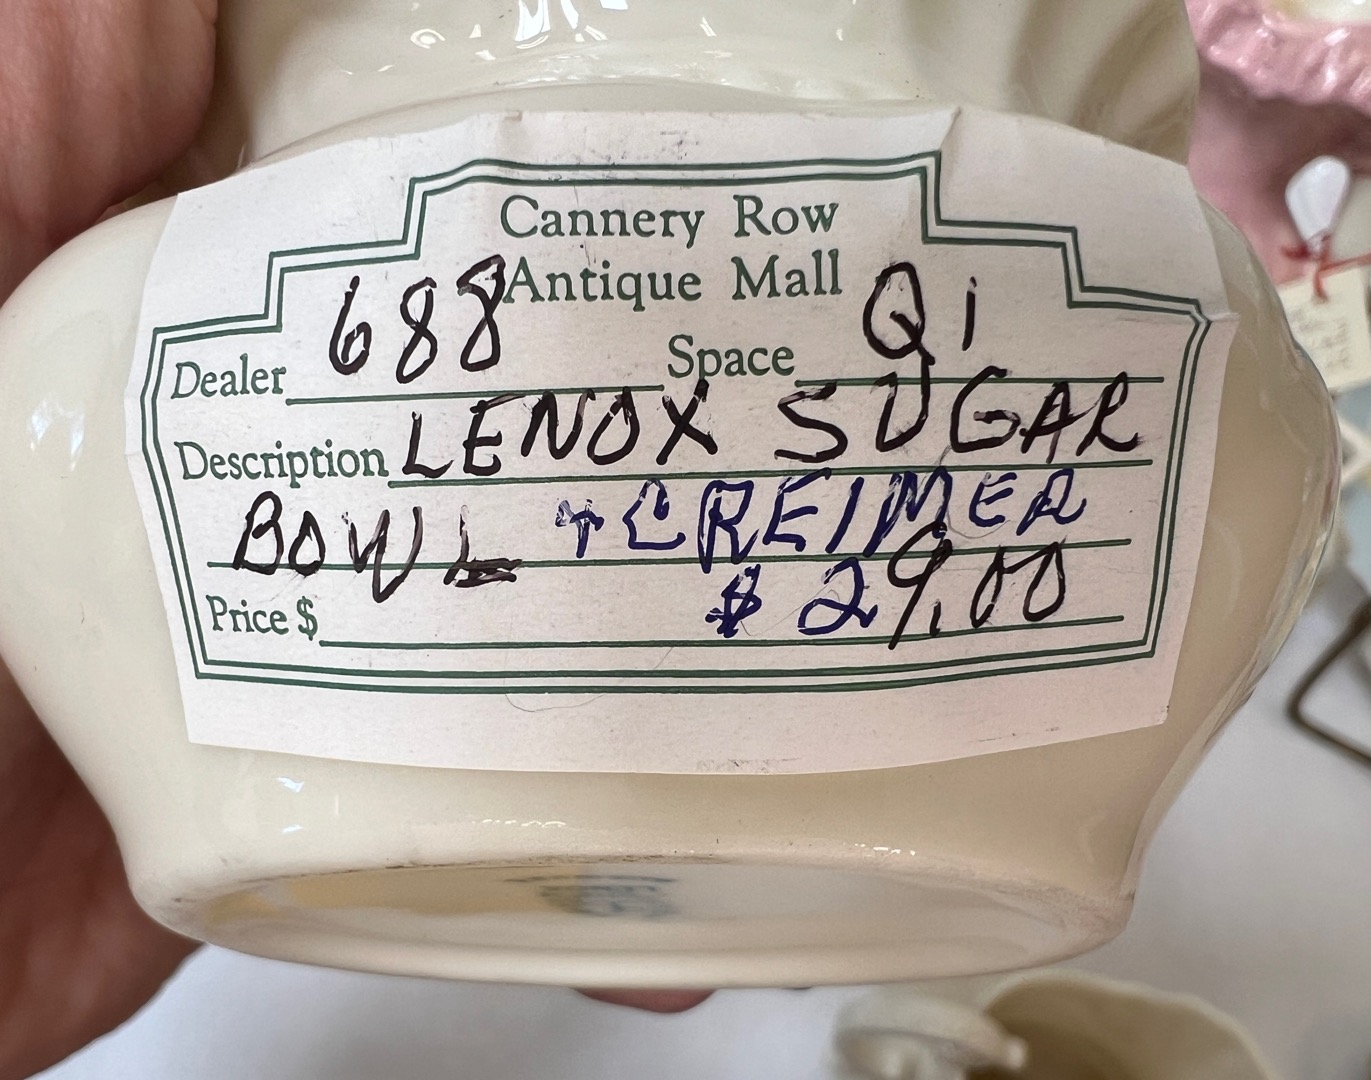 Cannery Row
Antique Mall
Dealer 688 Space Q1
Description LENOX SUGAR
BOWL + CREIMER
Price $ $29.00